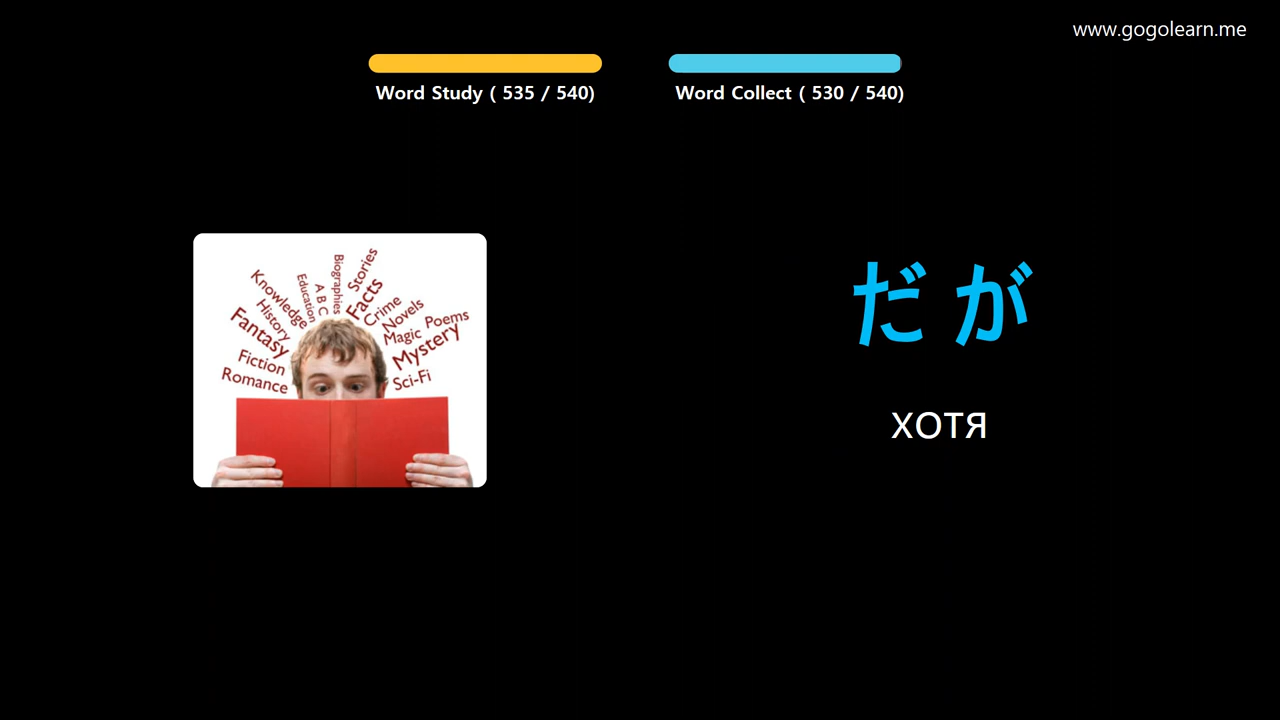 www.gogolearn.me
Word Study ( 535 / 540)
Word Collect ( 530 / 540)
Biographies
Stories
Knowledge
Education
A B C
Facts
History
Crime
Novels
Fantasy
Magic
Poems
Fiction
Mystery
Romance
Sci-Fi
だが
хотя